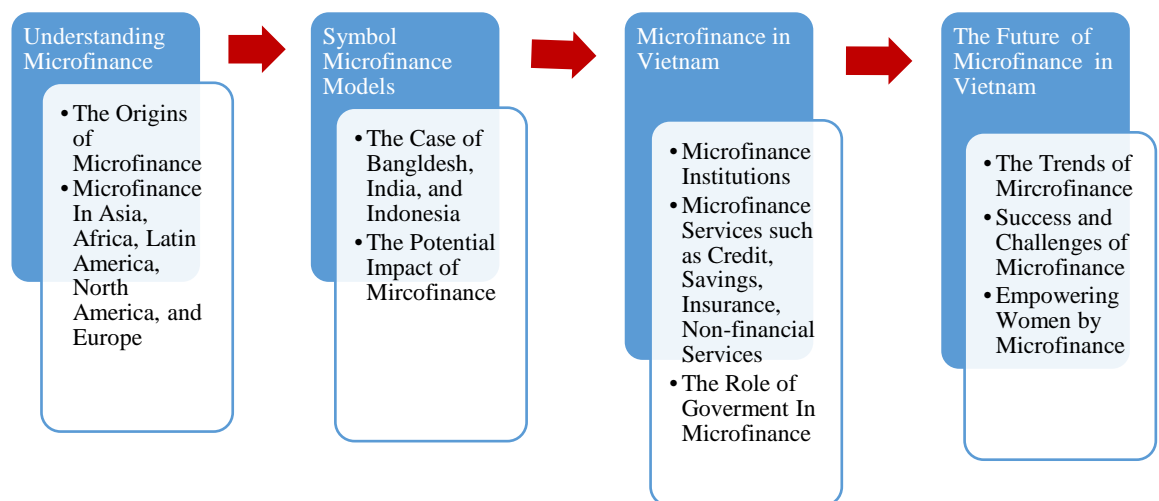 Understanding
Microfinance
• The Origins
of
Microfinance
• Microfinance
In Asia,
Africa, Latin
America,
North
America, and
Europe
Symbol
Microfinance
Models
• The Case of
Bangldesh,
India, and
Indonesia
• The Potential
Impact of
Mircofinance
Microfinance in
Vietnam
• Microfinance
Institutions
• Microfinance
Services such
as Credit,
Savings,
Insurance,
Non-financial
Services
• The Role of
Goverment In
Microfinance
The Future of
Microfinance in
Vietnam
• The Trends of
Mircrofinance
• Success and
Challenges of
Microfinance
• Empowering
Women by
Microfinance